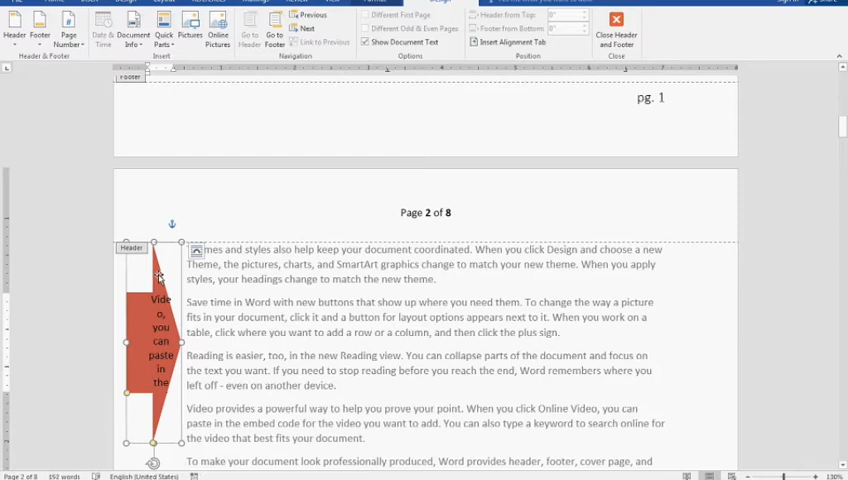 Header
Footer
Page
Number
Header & Footer
Date &
Time
Document
Info
Quick
Parts
Pictures
Online
Pictures
Insert
Go to
Header
Go to
Footer
Previous
Next
Link to Previous
Navigation
Different First Page
Different Odd & Even Pages
Show Document Text
Options
Header from Top:
0"
Footer from Bottom:
0"
Insert Alignment Tab
Position
Close Header
and Footer
Close
Footer
pg. 1
Page 2 of 8
Header
and styles also help keep your document coordinated. When you click Design and choose a new
Theme, the pictures, charts, and SmartArt graphics change to match your new theme. When you apply
styles, your headings change to match the new theme.
Save time in Word with new buttons that show up where you need them. To change the way a picture
fits in your document, click it and a button for layout options appears next to it. When you work on a
table, click where you want to add a row or a column, and then click the plus sign.
Reading is easier, too, in the new Reading view. You can collapse parts of the document and focus on
the text you want. If you need to stop reading before you reach the end, Word remembers where you
left off - even on another device.
Video provides a powerful way to help you prove your point. When you click Online Video, you can
paste in the embed code for the video you want to add. You can also type a keyword to search online for
the video that best fits your document.
To make your document look professionally produced, Word provides header, footer, cover page, and
Vide
o,
you
can
paste
in
the
Page 2 of 8
192 words
English (United States)
130%